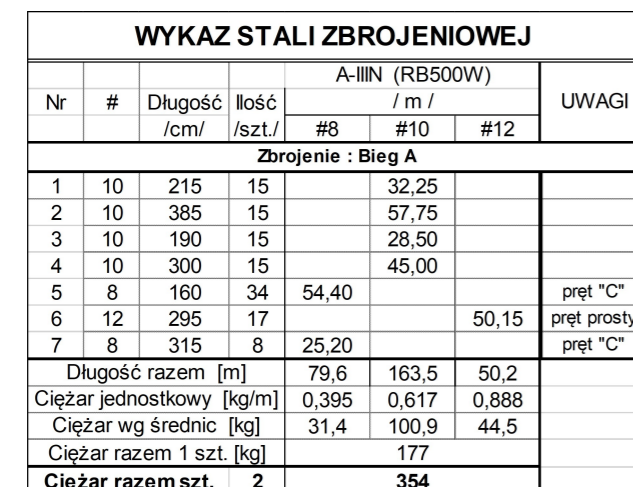 WYKAZ STALI ZBROJENIOWEJ
A-IIIN (RB500W)
Nr # Długość Ilość / m / UWAGI
/cm/ /szt./ #8 #10 #12
Zbrojenie : Bieg A
1 10 215 15 32,25
2 10 385 15 57,75
3 10 190 15 28,50
4 10 300 15 45,00
5 8 160 34 54,40 pręt "C"
6 12 295 17 50,15 pręt prosty
7 8 315 8 25,20 pręt "C"
Długość razem [m] 79,6 163,5 50,2
Ciężar jednostkowy [kg/m] 0,395 0,617 0,888
Ciężar wg średnic [kg] 31,4 100,9 44,5
Ciężar razem 1 szt. [kg] 177
Ciężar razem szt. 2 354